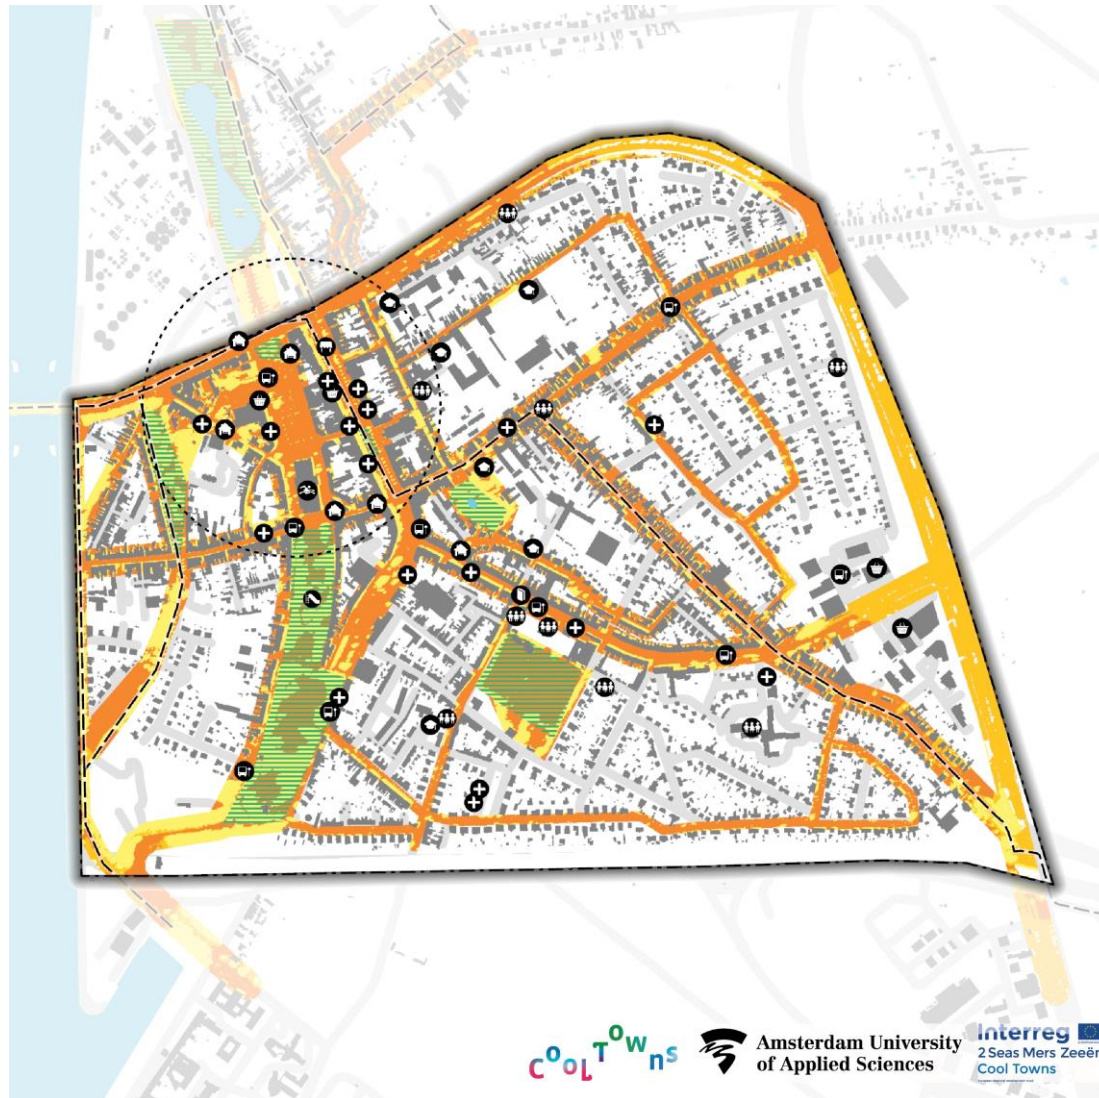 CoolTowns
Amsterdam University
of Applied Sciences
Interreg
2 Seas Mers Zeeën
Cool Towns